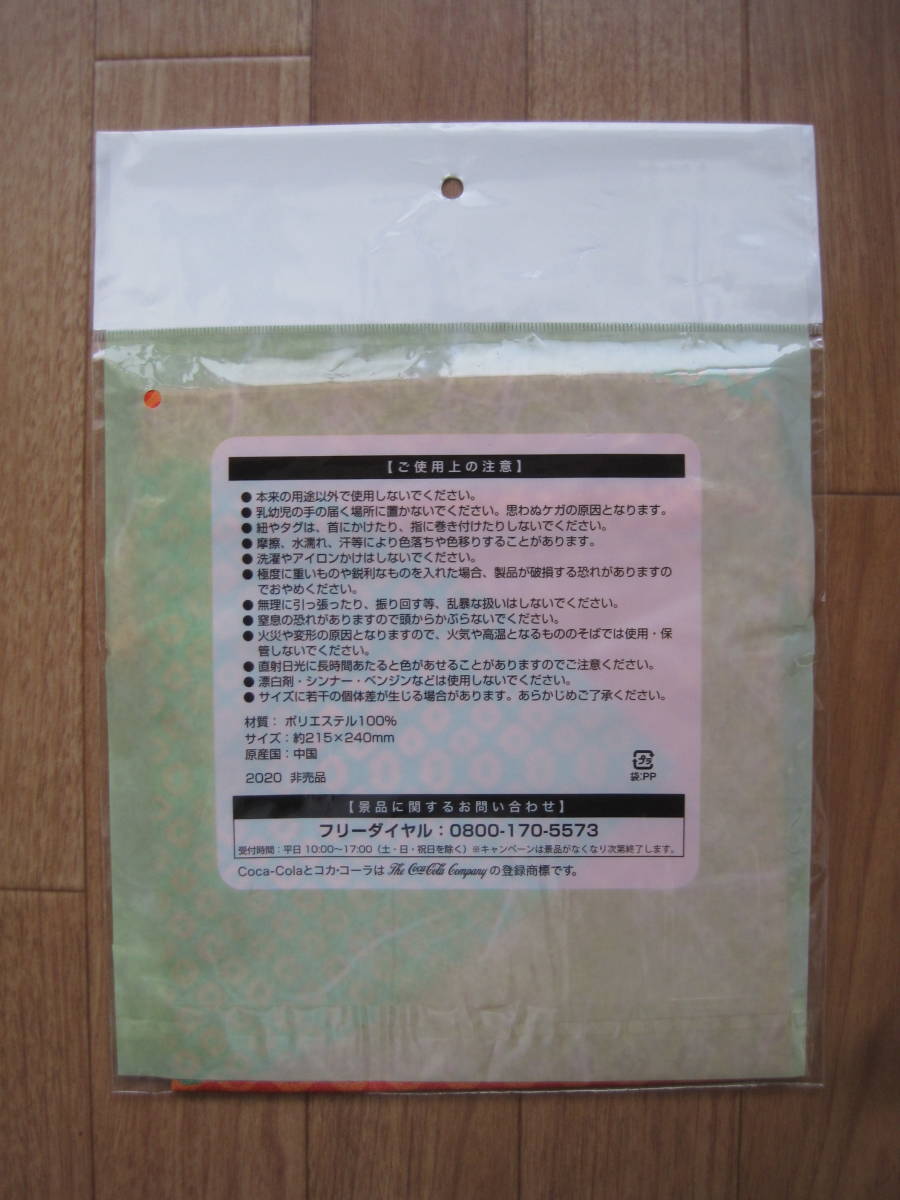 【ご使用上の注意】
● 本来の用途以外で使用しないでください。
● 乳幼児の手の届く場所に置かないでください。思わぬケガの原因となります。
● 紐やタグは、首にかけたり、指に巻き付けたりしないでください。
● 摩擦、水濡れ、汗等により色落ちや色移りすることがあります。
● 洗濯やアイロンかけはしないでください。
● 極度に重いものや鋭利なものを入れた場合、製品が破損する恐れがありますの
でおやめください。
● 無理に引っ張ったり、振り回す等、乱暴な扱いはしないでください。
● 窒息の恐れがありますので頭からかぶらないでください。
● 火災や変形の原因となりますので、火気や高温となるもののそばでは使用・保
管しないでください。
● 直射日光に長時間あたると色があせることがありますのでご注意ください。
● 漂白剤・シンナー・ベンジンなどは使用しないでください。
● サイズに若干の個体差が生じる場合があります。あらかじめご了承ください。
材質：ポリエステル100%
サイズ：約215×240mm
原産国：中国
2020 非売品
プラ
袋:PP
【景品に関するお問い合わせ】
フリーダイヤル：0800-170-5573
受付時間：平日 10:00〜17:00（土・日・祝日を除く）※キャンペーンは景品がなくなり次第終了します。
Coca-Colaとコカ・コーラは The Coca-Cola Company の登録商標です。